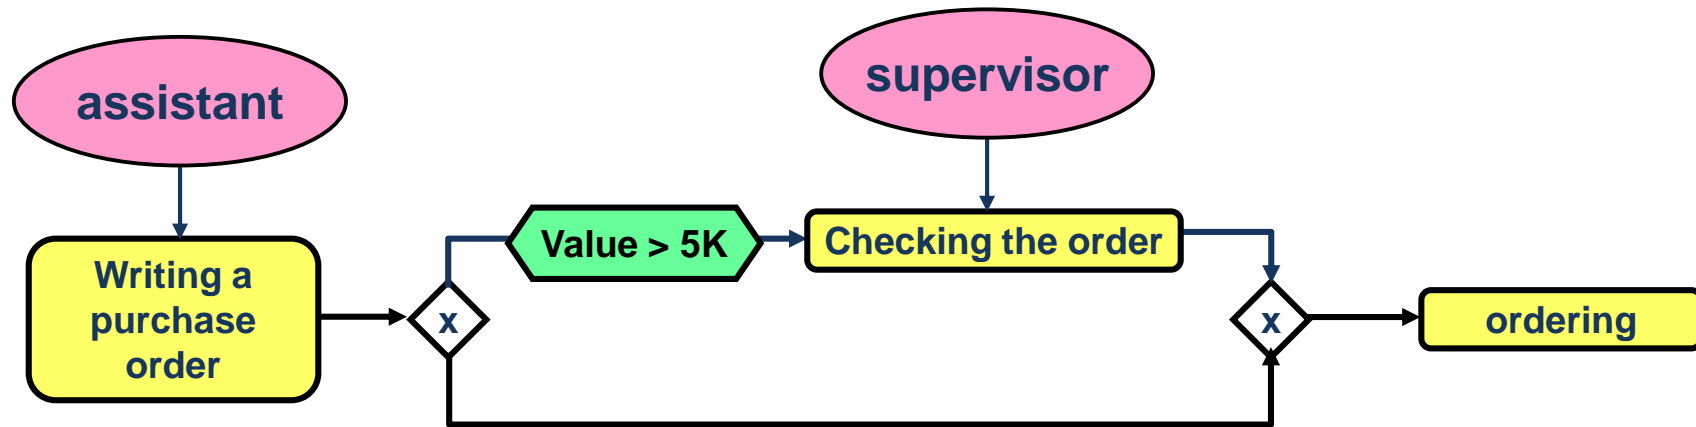 assistant
supervisor
Writing a
purchase
order
x
Value > 5K
Checking the order
x
ordering